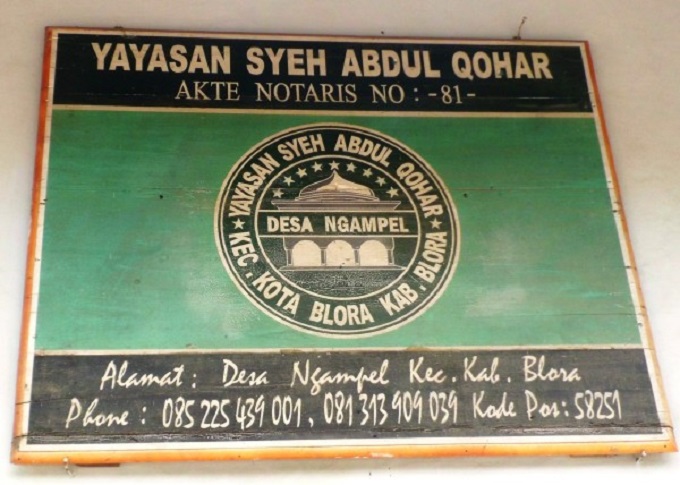 YAYASAN SYEH ABDUL QOHAR
AKTE NOTARIS NO : -81-
YAYASAN SYEH ABDUL QOHAR
DESA NGAMPEL
KEC. KOTA BLORA KAB. BLORA
Alamat : Desa Ngampel Kec. Kab. Blora
Phone : 085 225 439 001, 081 313 909 039 Kode Pos: 58251